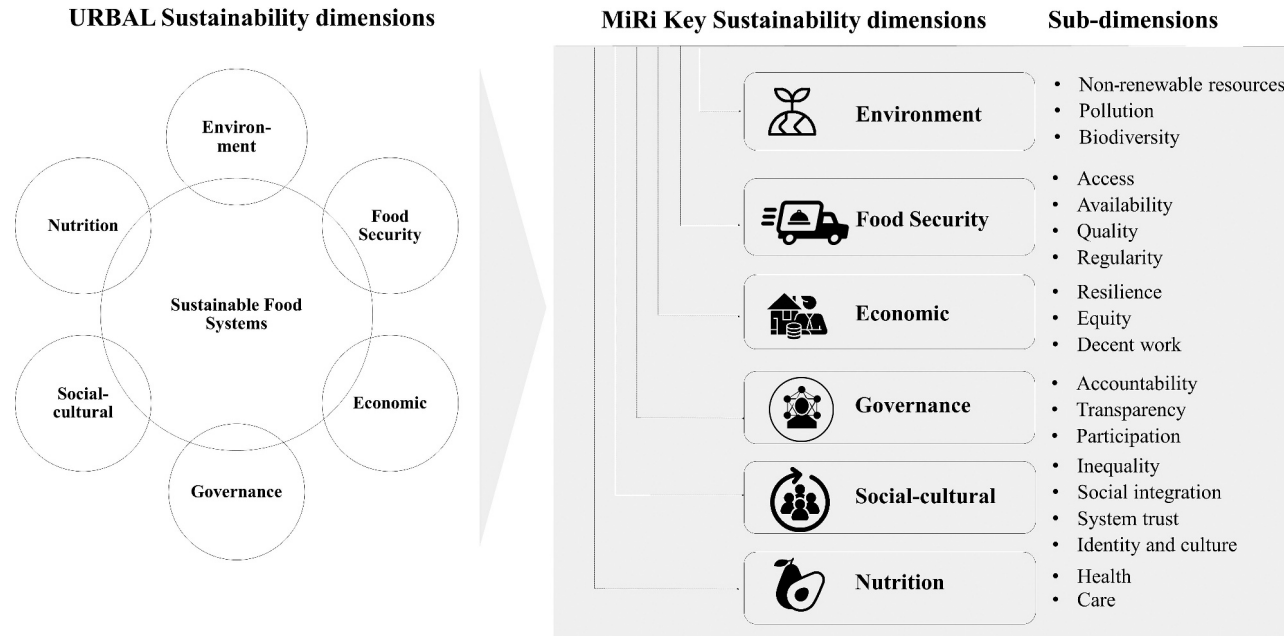 URBAL Sustainability dimensions
Environ-
ment
Nutrition
Food
Security
Sustainable Food
Systems
Social-
cultural
Economic
Governance
MiRi Key Sustainability dimensions
Sub-dimensions
Environment
• Non-renewable resources
• Pollution
• Biodiversity
Food Security
• Access
• Availability
• Quality
• Regularity
Economic
• Resilience
• Equity
• Decent work
Governance
• Accountability
• Transparency
• Participation
Social-cultural
• Inequality
• Social integration
• System trust
• Identity and culture
Nutrition
• Health
• Care